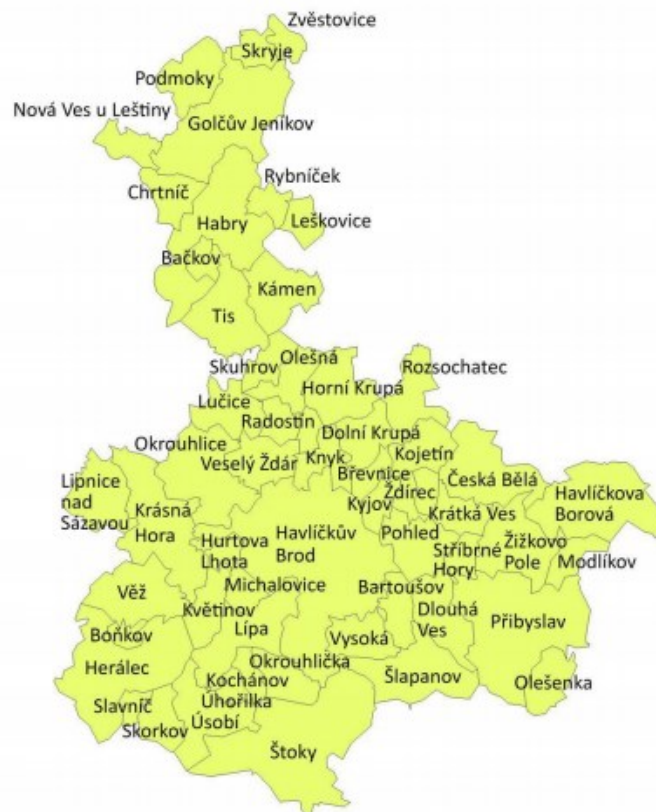 Zvěstovice
Skryje
Podmoky
Nová Ves u Leštiny
Golčův Jeníkov
Rybníček
Chrtníč
Leškovice
Habry
Bačkov
Kámen
Tis
Olešná
Skuhrov
Rozsochatec
Horní Krupá
Lučice
Radostín
Dolní Krupá
Okrouhlice
Knyk
Kojetín
Veselý Žďár
Břevnice
Česká Bělá
Lipnice
nad
Sázavou
Ždírec
Havlíčkova
Borová
Krásná
Hora
Kyjov
Krátká Ves
Hurtova
Lhota
Havlíčkův
Brod
Pohled
Stříbrné
Hory
Žižkovo
Pole
Modlíkov
Věž
Michalovice
Bartoušov
Květinov
Dlouhá
Ves
Přibyslav
Lípa
Boňkov
Vysoká
Okrouhlička
Herálec
Kochánov
Šlapanov
Olešenka
Slavníč
Úhořilka
Skorkov
Úsobí
Štoky